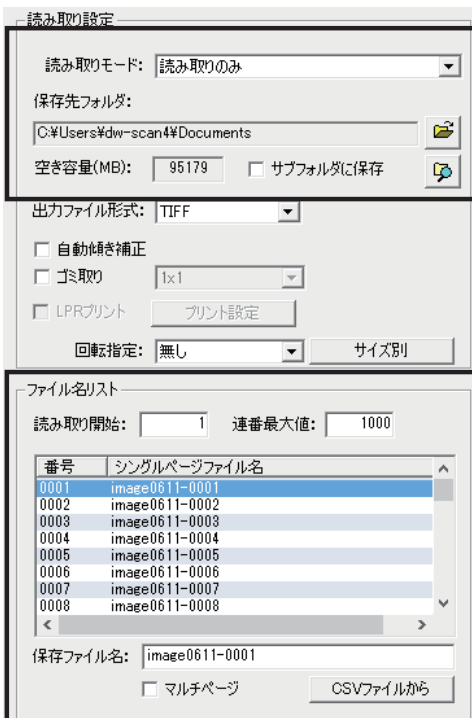 読み取り設定
読み取りモード: 読み取りのみ
保存先フォルダ:
C:¥Users¥dw-scan4¥Documents
空き容量(MB): 95179 サブフォルダに保存
出力ファイル形式: TIFF
自動傾き補正
ゴミ取り 1x1
LPRプリント プリント設定
回転指定: 無し サイズ別
ファイル名リスト
読み取り開始: 1 連番最大値: 1000
番号 シングルページファイル名
0001 image0611-0001
0002 image0611-0002
0003 image0611-0003
0004 image0611-0004
0005 image0611-0005
0006 image0611-0006
0007 image0611-0007
0008 image0611-0008
保存ファイル名: image0611-0001
マルチページ CSVファイルから